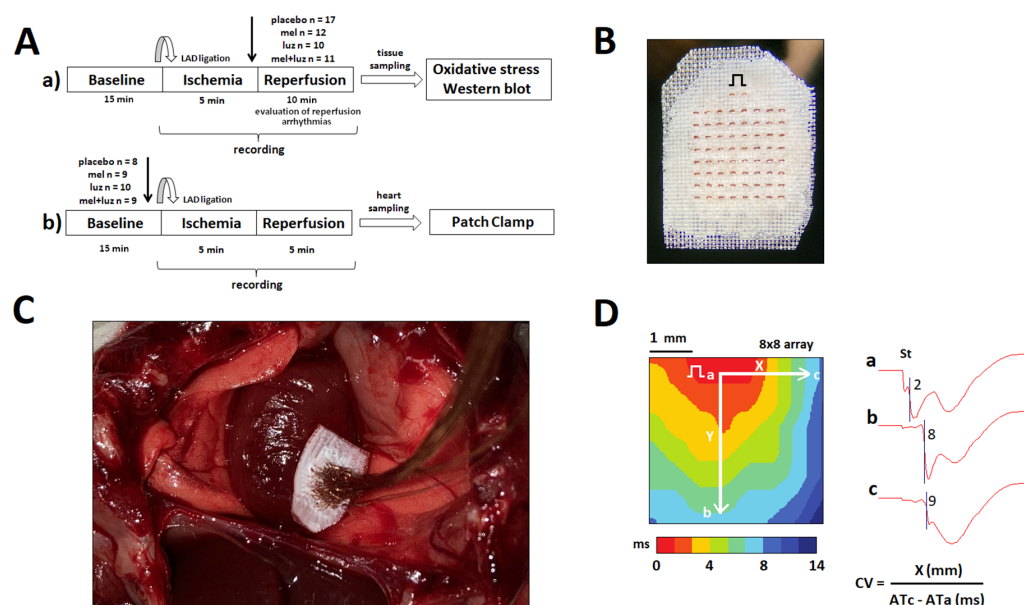 A
placebo n = 17
mel n = 12
luz n = 10
mel+luz n = 11
LAD ligation
tissue
sampling
a)
Baseline
Ischemia
Reperfusion
Oxidative stress
Western blot
15 min
5 min
10 min
evaluation of reperfusion
arrhythmias
recording
placebo n = 8
mel n = 9
luz n = 10
mel+luz n = 9
LAD ligation
heart
sampling
b)
Baseline
Ischemia
Reperfusion
Patch Clamp
15 min
5 min
5 min
recording
B
C
D
1 mm
8x8 array
a
X
c
Y
b
ms
0
4
8
14
St
a
2
b
8
c
9
CV =
X (mm)
ATc - ATa (ms)